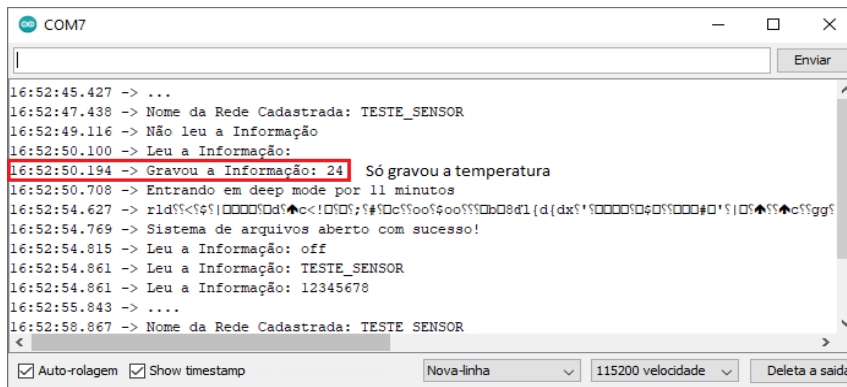 COM7
Enviar
16:52:45.427 -> ...
16:52:47.438 -> Nome da Rede Cadastrada: TESTE_SENSOR
16:52:49.116 -> Não leu a Informação
16:52:50.100 -> Leu a Informação:
16:52:50.194 -> Gravou a Informação: 24 Só gravou a temperatura
16:52:50.708 -> Entrando em deep mode por 11 minutos
16:52:54.627 ->
16:52:54.769 -> Sistema de arquivos aberto com sucesso!
16:52:54.815 -> Leu a Informação: off
16:52:54.861 -> Leu a Informação: TESTE_SENSOR
16:52:54.861 -> Leu a Informação: 12345678
16:52:55.843 -> ....
16:52:58.867 -> Nome da Rede Cadastrada: TESTE SENSOR
Auto-rolagem Show timestamp Nova-linha 115200 velocidade Deleta a saida